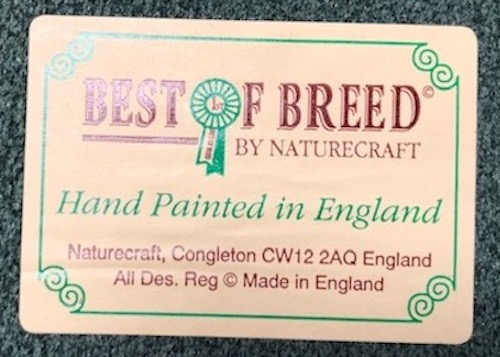 BEST OF BREED©
1st
BY NATURECRAFT
Hand Painted in England
Naturecraft, Congleton CW12 2AQ England
All Des. Reg © Made in England